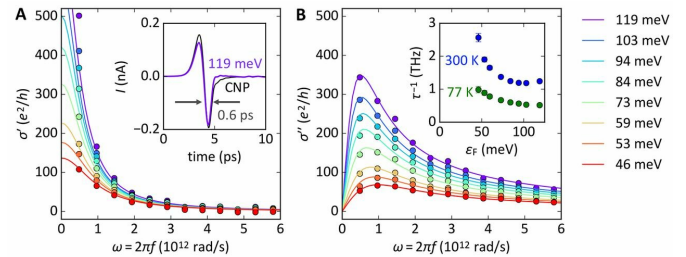 A
B
500
400
300
200
100
0
σ′ (e²/h)
0 1 2 3 4 5 6
ω = 2πf (10¹² rad/s)
0.2
0.0
−0.2
I (nA)
119 meV
CNP
0.6 ps
0 5 10
time (ps)
500
400
300
200
100
0
σ″ (e²/h)
0 1 2 3 4 5 6
ω = 2πf (10¹² rad/s)
3
2
1
0
τ⁻¹ (THz)
300 K
77 K
0 50 100
εF (meV)
119 meV
103 meV
94 meV
84 meV
73 meV
59 meV
53 meV
46 meV